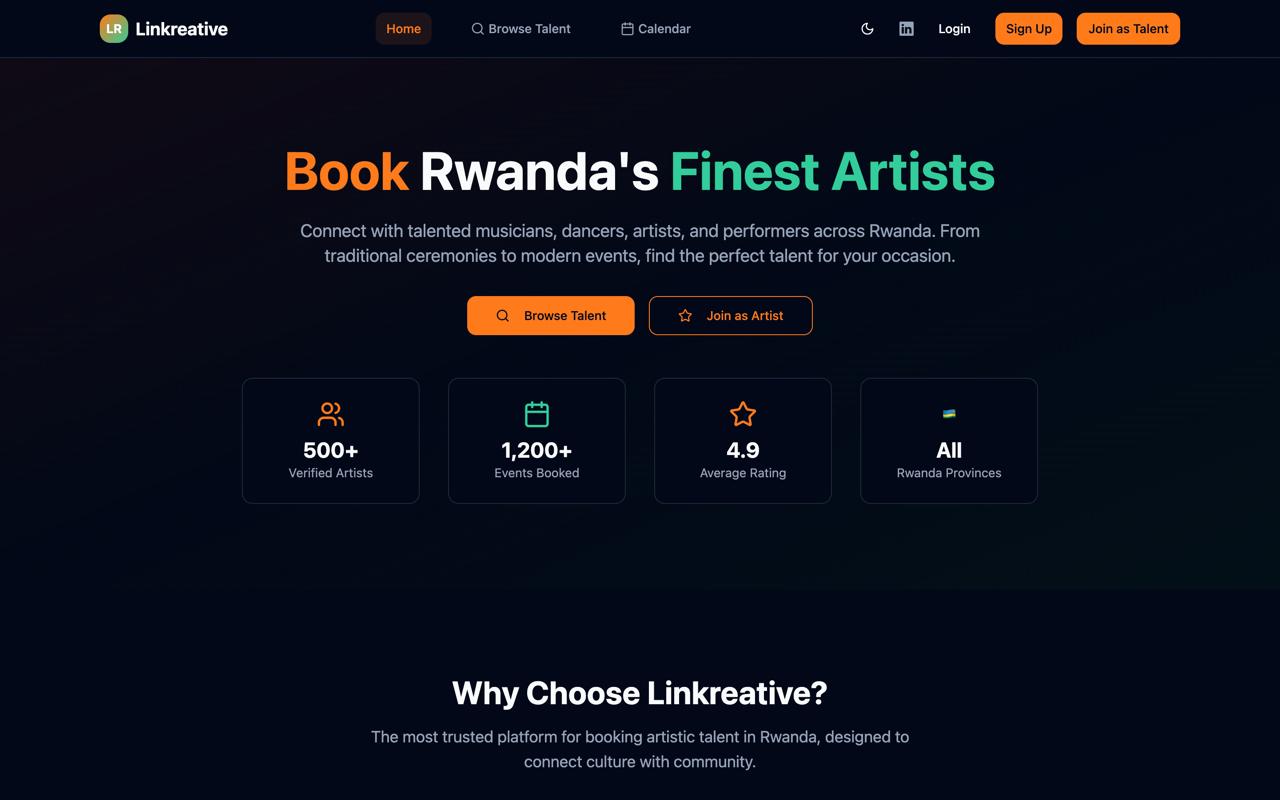 LR Linkreative
Home
Browse Talent
Calendar
Login
Sign Up
Join as Talent
Book Rwanda's Finest Artists
Connect with talented musicians, dancers, artists, and performers across Rwanda. From
traditional ceremonies to modern events, find the perfect talent for your occasion.
Browse Talent
Join as Artist
500+
Verified Artists
1,200+
Events Booked
4.9
Average Rating
All
Rwanda Provinces
Why Choose Linkreative?
The most trusted platform for booking artistic talent in Rwanda, designed to
connect culture with community.